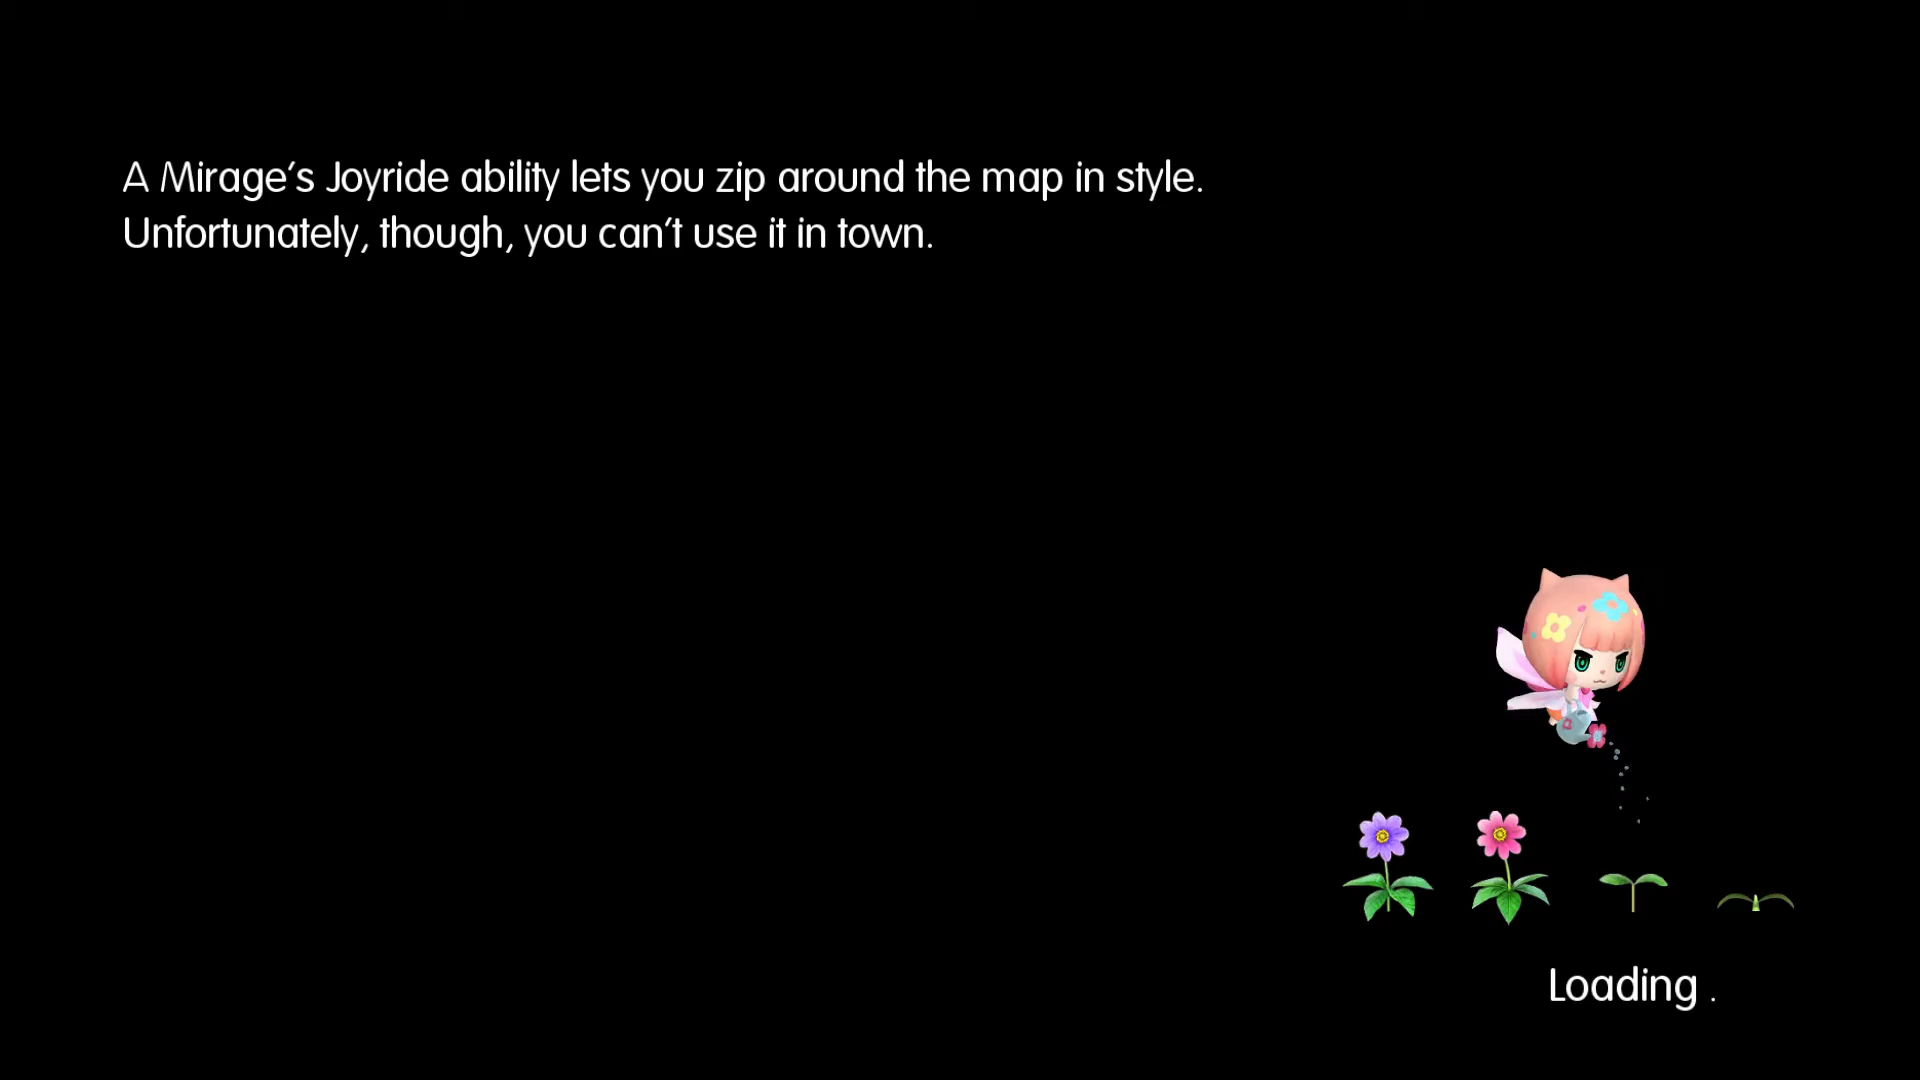 A Mirage's Joyride ability lets you zip around the map in style.
Unfortunately, though, you can't use it in town.
Loading .